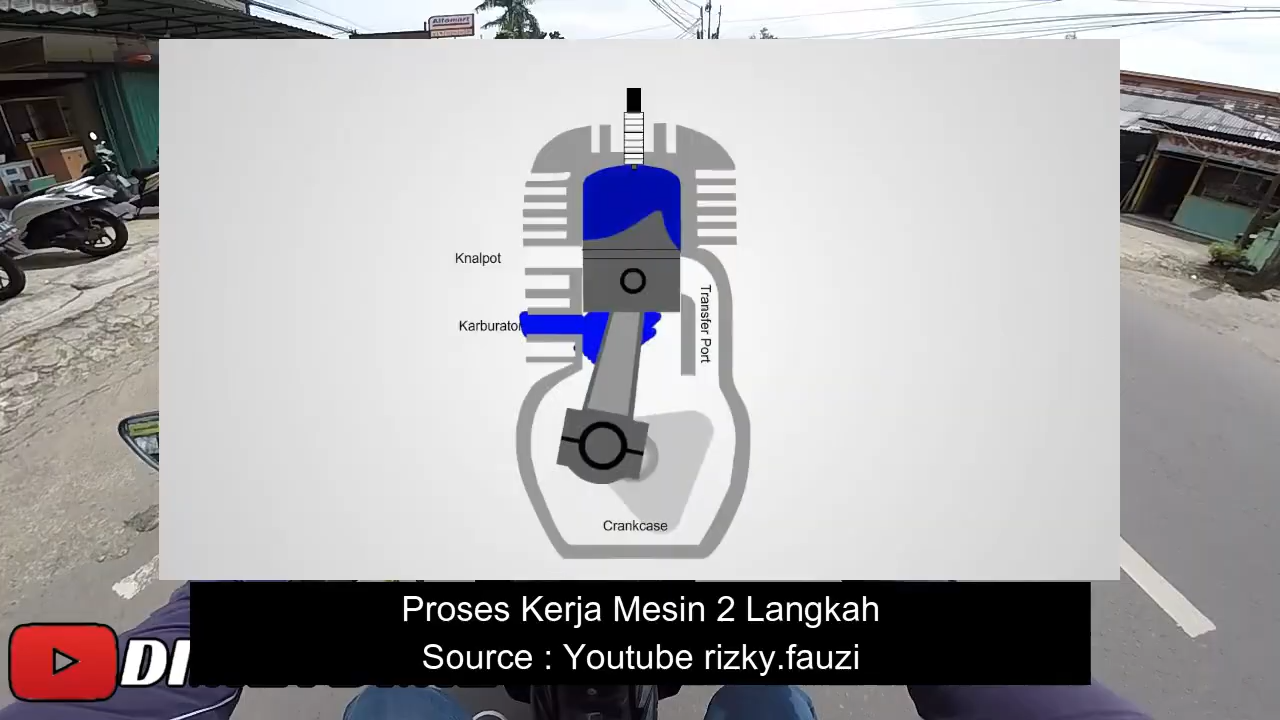 Alfamart
Knalpot
Karburator
Transfer Port
Crankcase
Proses Kerja Mesin 2 Langkah
Source : Youtube rizky.fauzi